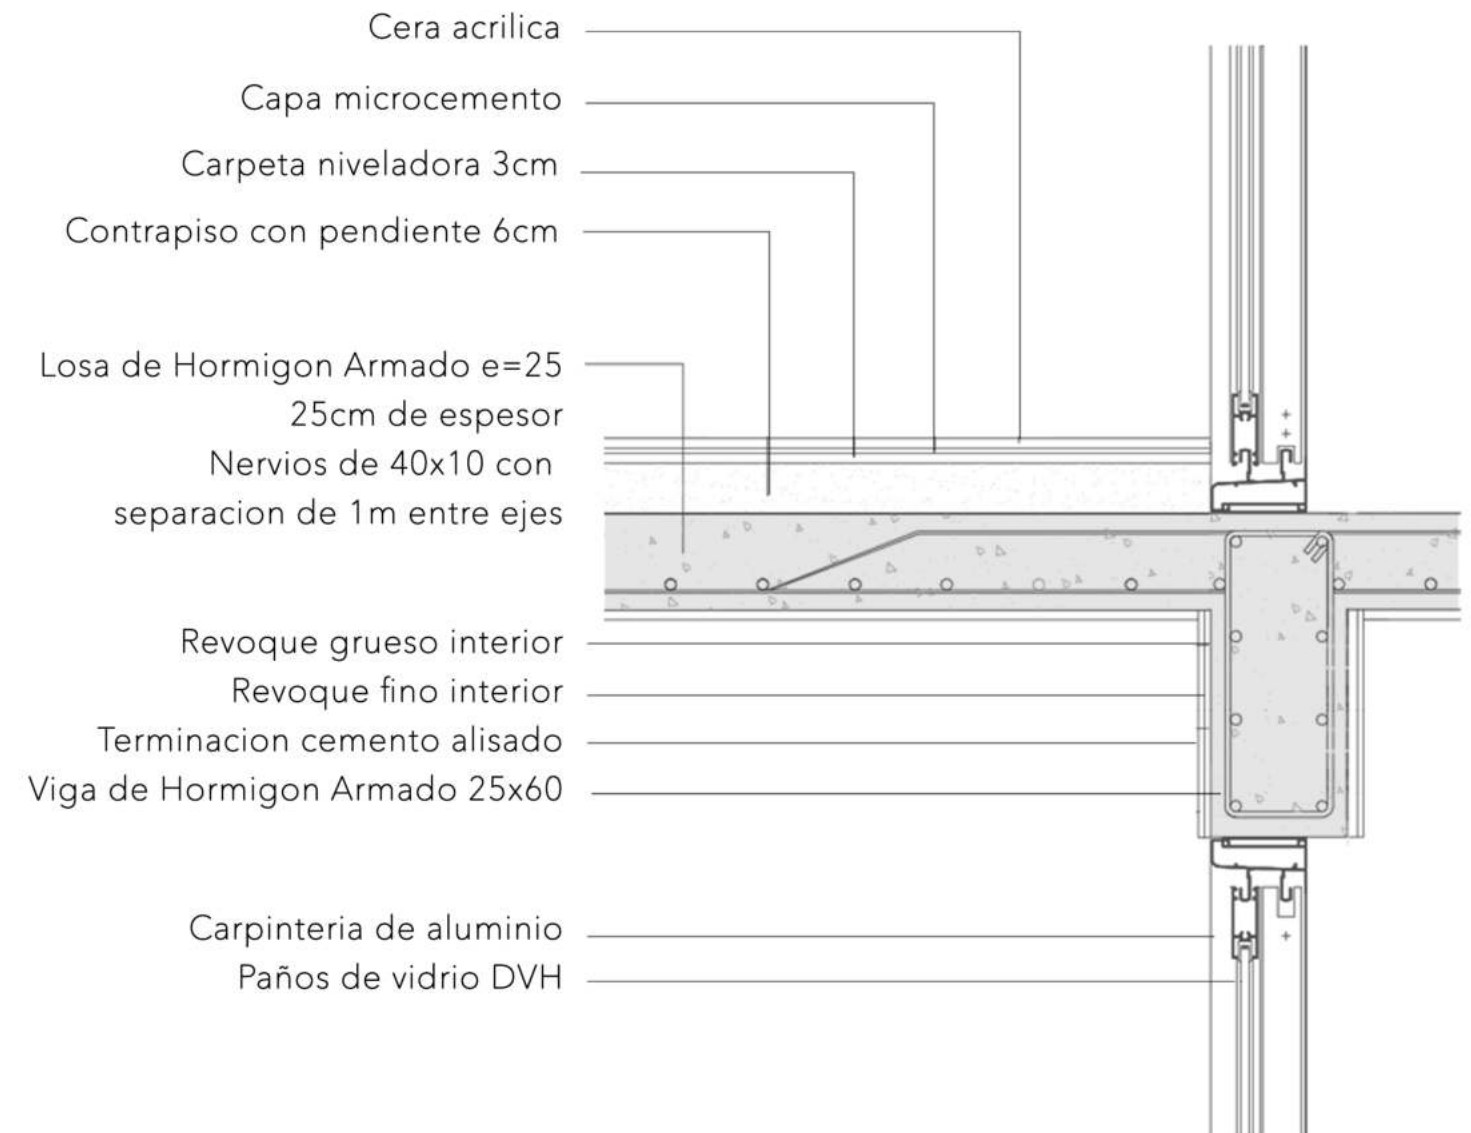 Cera acrilica
Capa microcemento
Carpeta niveladora 3cm
Contrapiso con pendiente 6cm
Losa de Hormigon Armado e=25
25cm de espesor
Nervios de 40x10 con
separacion de 1m entre ejes
Revoque grueso interior
Revoque fino interior
Terminacion cemento alisado
Viga de Hormigon Armado 25x60
Carpinteria de aluminio
Paños de vidrio DVH